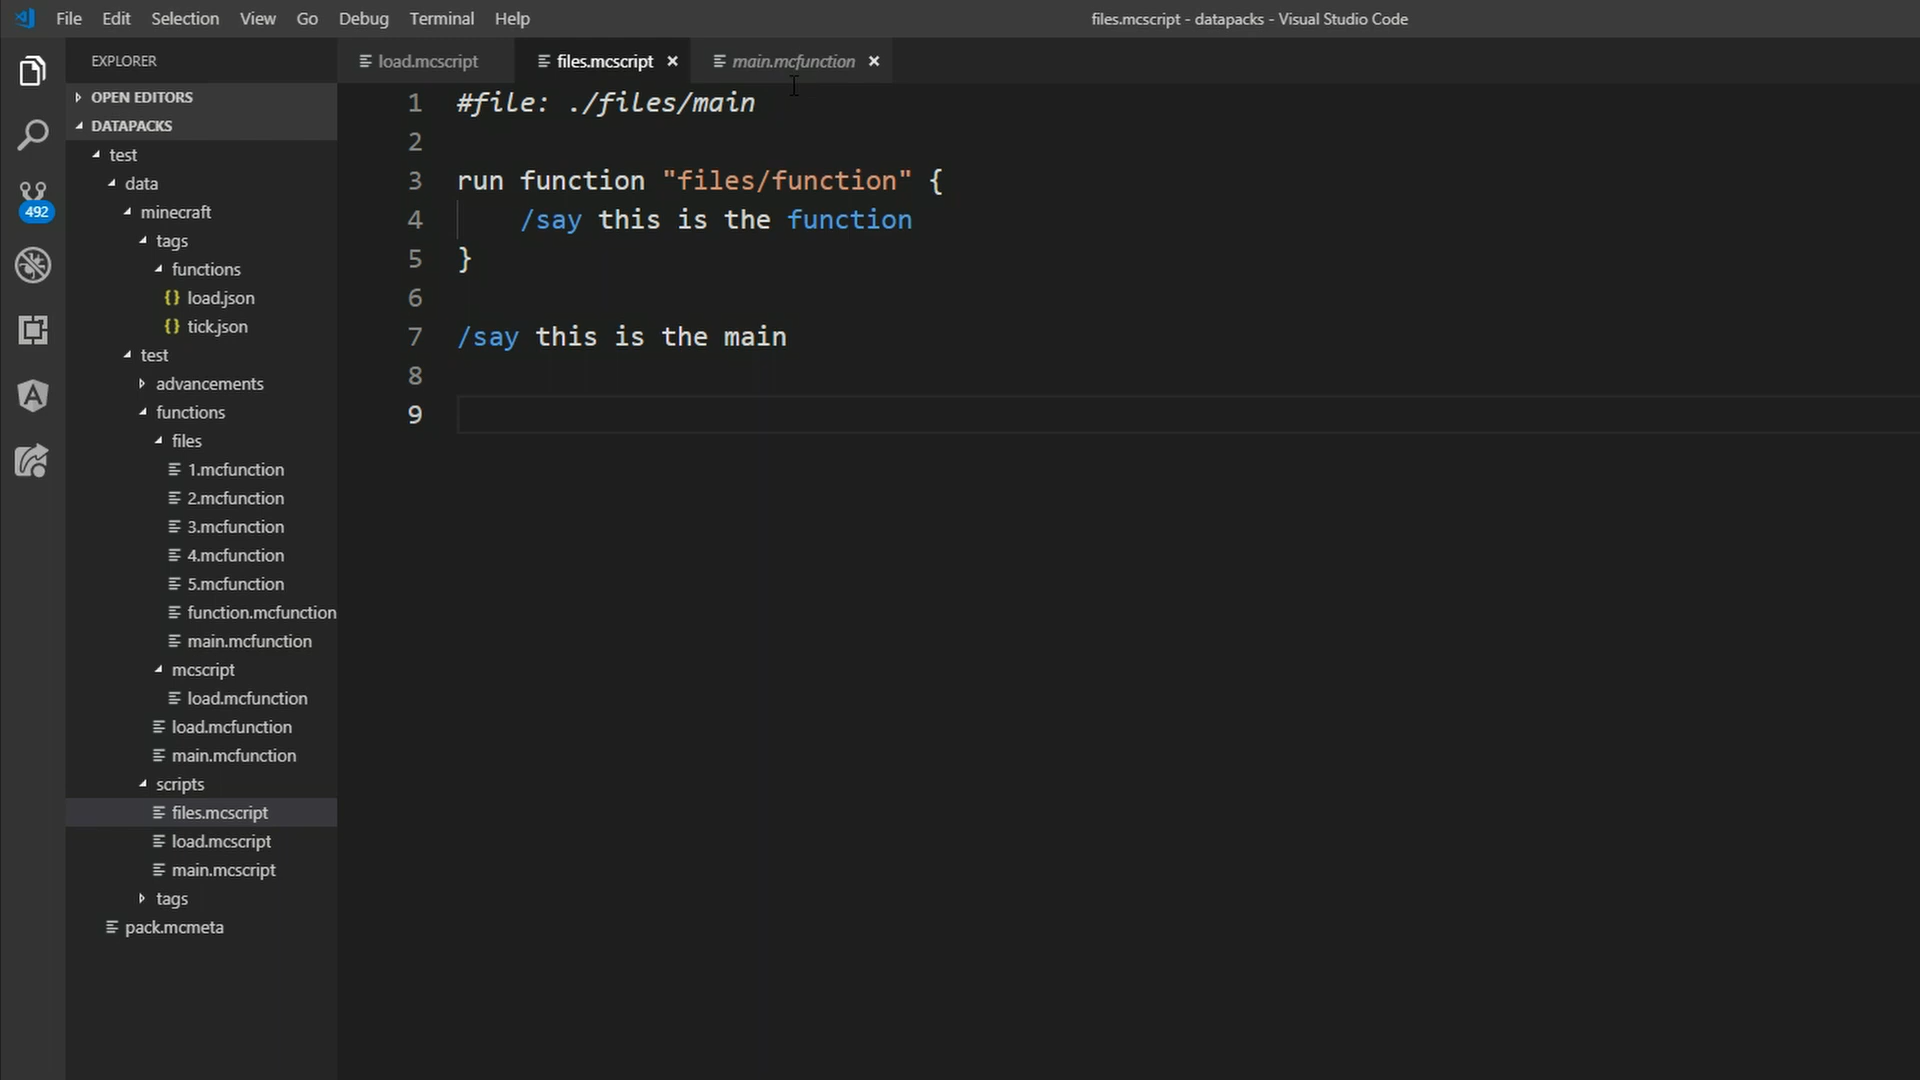 File Edit Selection View Go Debug Terminal Help
files.mcscript - datapacks - Visual Studio Code
EXPLORER
OPEN EDITORS
DATAPACKS
test
data
minecraft
tags
functions
{} load.json
{} tick.json
test
advancements
functions
files
1.mcfunction
2.mcfunction
3.mcfunction
4.mcfunction
5.mcfunction
function.mcfunction
main.mcfunction
mcscript
load.mcfunction
load.mcfunction
main.mcfunction
scripts
files.mcscript
load.mcscript
main.mcscript
tags
pack.mcmeta
492
load.mcscript files.mcscript × main.mcfunction ×
1 #file: ./files/main
2
3 run function "files/function" {
4 /say this is the function
5 }
6
7 /say this is the main
8
9